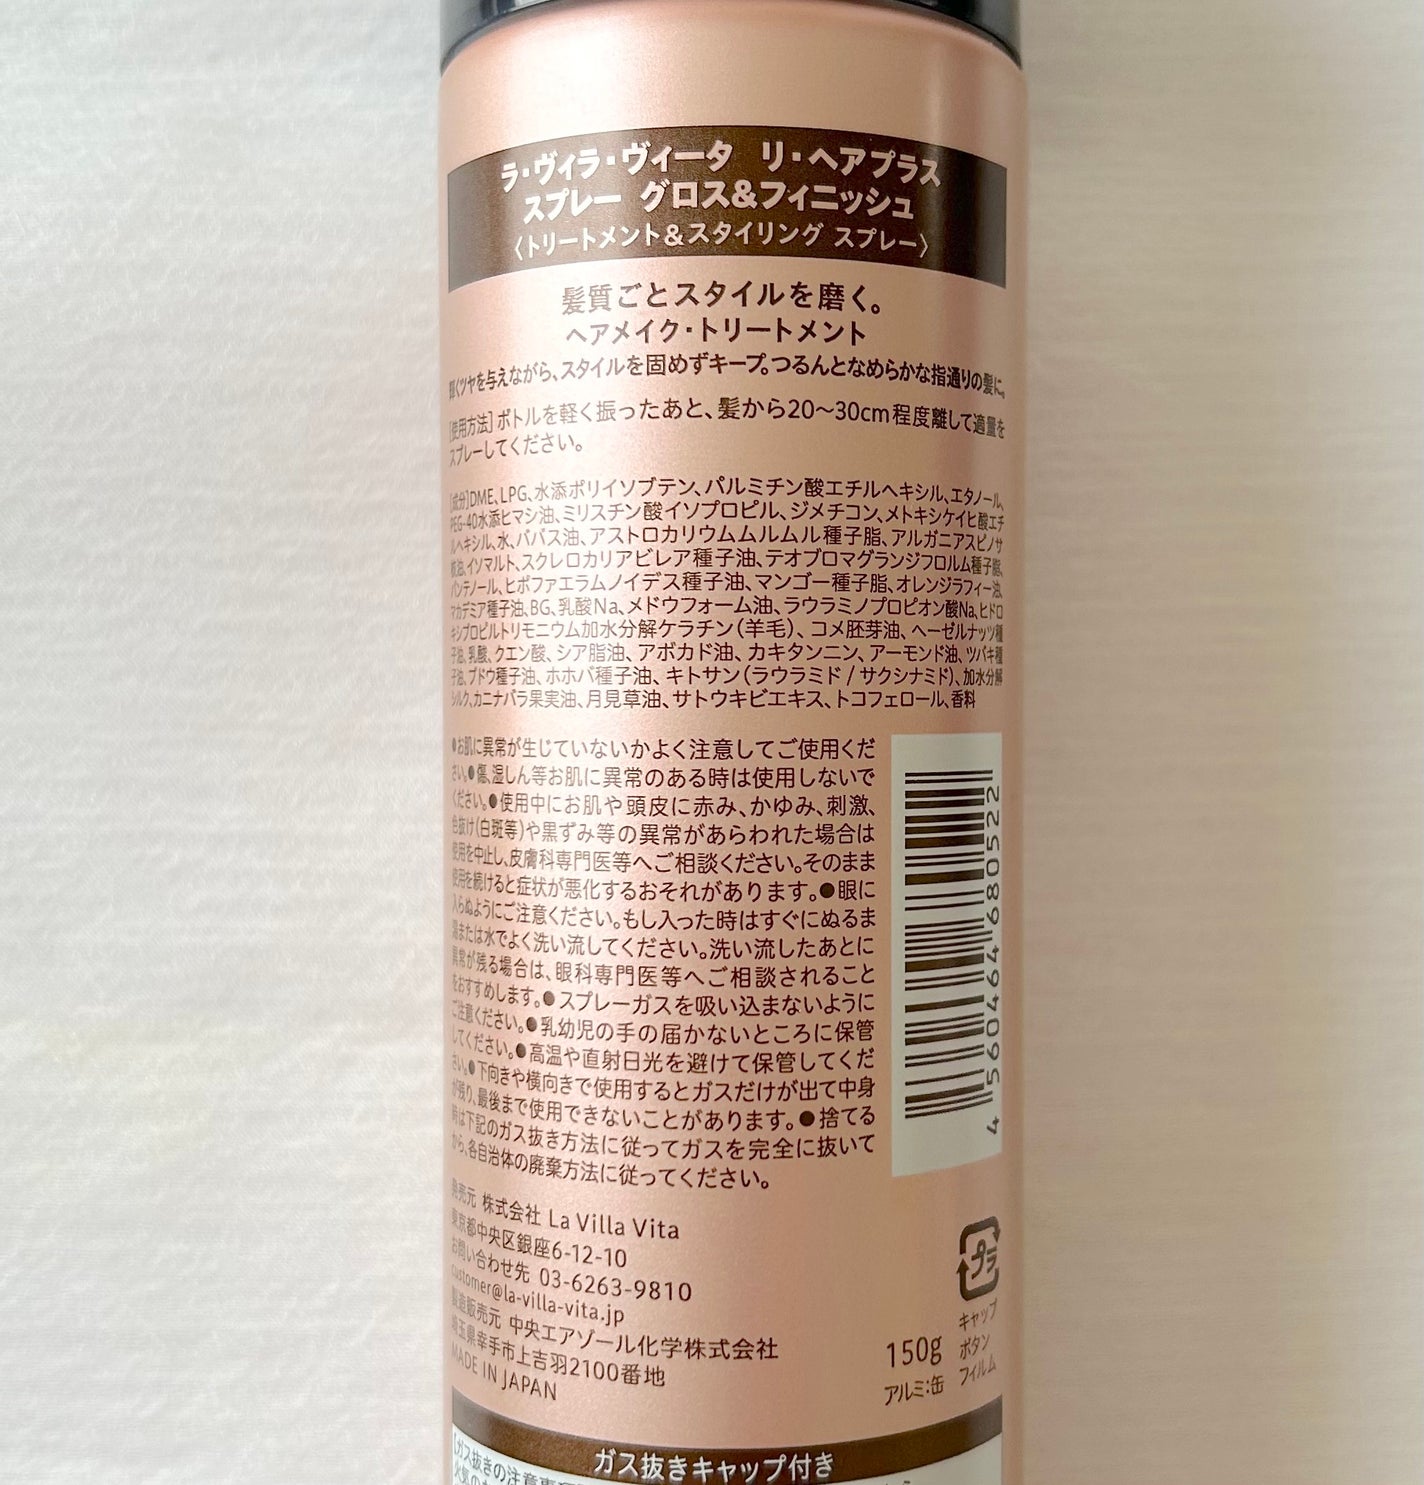 ラ・ヴィラ・ヴィータ リ・ヘアプラス
スプレー グロス&フィニッシュ
〈トリートメント&スタイリング スプレー〉
髪質ごとスタイルを磨く。
ヘアメイク・トリートメント
輝くツヤを与えながら、スタイルを固めずキープ。つるんとなめらかな指通りの髪に。
[使用方法]ボトルを軽く振ったあと、髪から20〜30cm程度離して適量を
スプレーしてください。
[成分]DME、LPG、水添ポリイソブテン、パルミチン酸エチルヘキシル、エタノール、
PEG-40水添ヒマシ油、ミリスチン酸イソプロピル、ジメチコン、メトキシケイヒ酸エチ
ルヘキシル、水、ババス油、アストロカリウムムルムル種子脂、アルガニアスピノサ
核油、イソマルト、スクレロカリアビレア種子油、テオブロマグランジフロルム種子脂、
パンテノール、ヒポファエラムノイデス種子油、マンゴー種子脂、オレンジラフィー油、
マカデミア種子油、BG、乳酸Na、メドウフォーム油、ラウラミノプロピオン酸Na、ヒドロ
キシプロピルトリモニウム加水分解ケラチン(羊毛)、コメ胚芽油、ヘーゼルナッツ種
子油、乳酸、クエン酸、シア脂油、アボカド油、カキタンニン、アーモンド油、ツバキ種
子油、ブドウ種子油、ホホバ種子油、キトサン(ラウラミド/サクシナミド)、加水分解
シルク、カニナバラ果実油、月見草油、サトウキビエキス、トコフェロール、香料
●お肌に異常が生じていないかよく注意してご使用くだ
さい。●傷、湿しん等お肌に異常のある時は使用しないで
ください。●使用中にお肌や頭皮に赤み、かゆみ、刺激、
色抜け(白斑等)や黒ずみ等の異常があらわれた場合は
使用を中止し、皮膚科専門医等へご相談ください。そのまま
使用を続けると症状が悪化するおそれがあります。●眼に
入らぬようにご注意ください。もし入った時はすぐにぬるま
湯または水でよく洗い流してください。洗い流したあとに
異常が残る場合は、眼科専門医等へご相談されること
をおすすめします。●スプレーガスを吸い込まないように
ご注意ください。●乳幼児の手の届かないところに保管
してください。●高温や直射日光を避けて保管してくだ
さい。●下向きや横向きで使用するとガスだけが出て中身
が残り、最後まで使用できないことがあります。●捨てる
時は下記のガス抜き方法に従ってガスを完全に抜いて
から、各自治体の廃棄方法に従ってください。
4 560464 680522
発売元 株式会社 La Villa Vita
東京都中央区銀座6-12-10
お問い合わせ先 03-6263-9810
customer@la-villa-vita.jp
製造販売元 中央エアゾール化学株式会社
埼玉県幸手市上吉羽2100番地
MADE IN JAPAN
プラ
キャップ
ボタン
フィルム
150g
アルミ:缶
ガス抜きキャップ付き